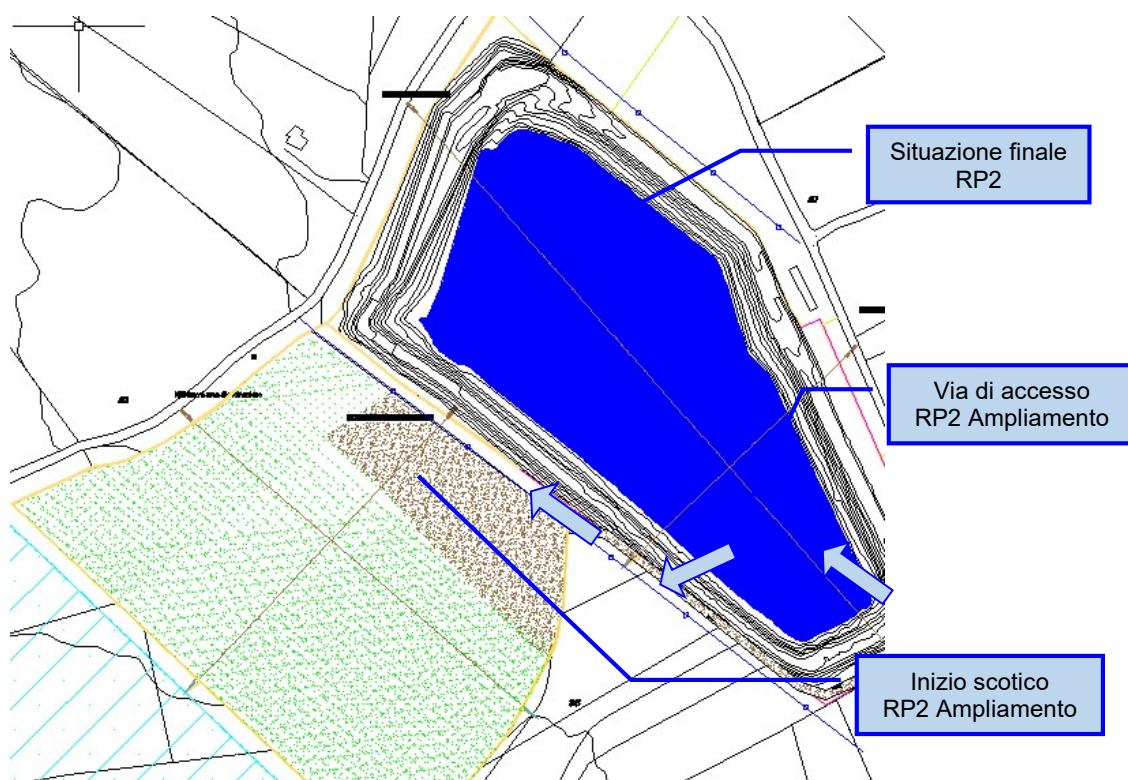 Situazione finale
RP2
Via di accesso
RP2 Ampliamento
Inizio scotico
RP2 Ampliamento